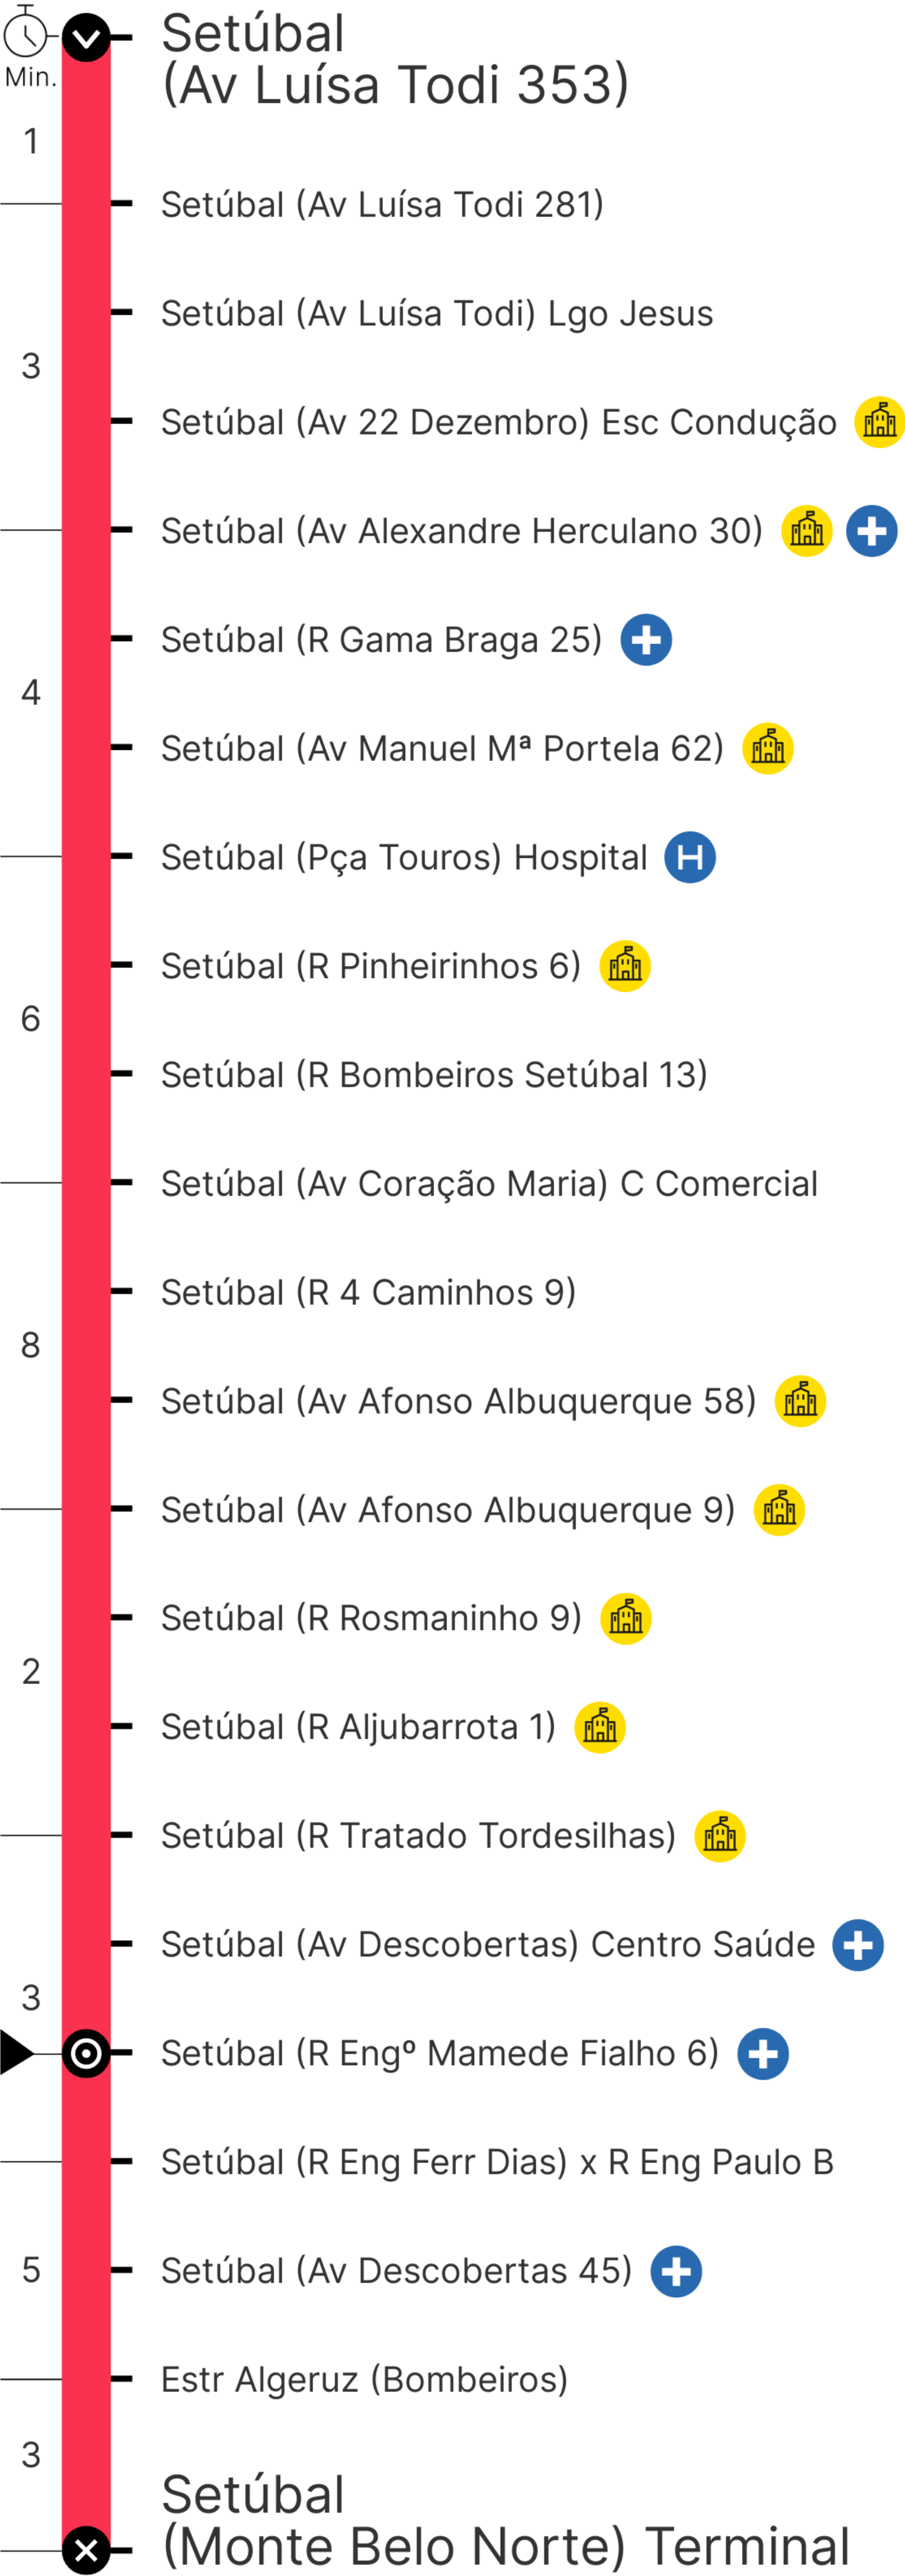 Min.
Setúbal
(Av Luísa Todi 353)
1
Setúbal (Av Luísa Todi 281)
Setúbal (Av Luísa Todi) Lgo Jesus
3
Setúbal (Av 22 Dezembro) Esc Condução
Setúbal (Av Alexandre Herculano 30)
Setúbal (R Gama Braga 25)
4
Setúbal (Av Manuel Mª Portela 62)
Setúbal (Pça Touros) Hospital H
Setúbal (R Pinheirinhos 6)
6
Setúbal (R Bombeiros Setúbal 13)
Setúbal (Av Coração Maria) C Comercial
Setúbal (R 4 Caminhos 9)
8
Setúbal (Av Afonso Albuquerque 58)
Setúbal (Av Afonso Albuquerque 9)
Setúbal (R Rosmaninho 9)
2
Setúbal (R Aljubarrota 1)
Setúbal (R Tratado Tordesilhas)
Setúbal (Av Descobertas) Centro Saúde
3
Setúbal (R Engº Mamede Fialho 6)
Setúbal (R Eng Ferr Dias) x R Eng Paulo B
5
Setúbal (Av Descobertas 45)
Estr Algeruz (Bombeiros)
3
Setúbal
(Monte Belo Norte) Terminal